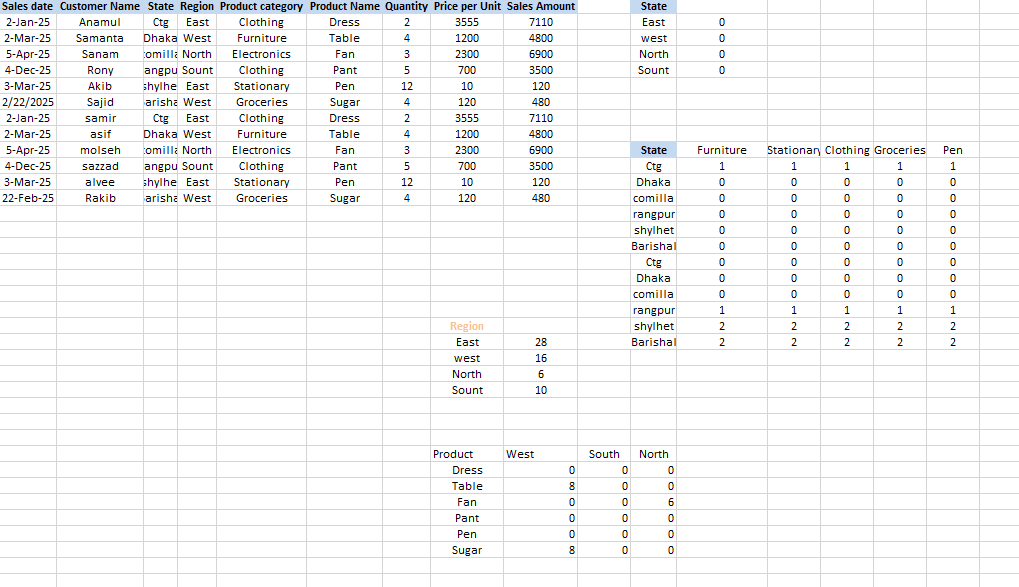 Sales date Customer Name State Region Product category Product Name Quantity Price per Unit Sales Amount State
2-Jan-25 Anamul Ctg East Clothing Dress 2 3555 7110 East 0
2-Mar-25 Samanta Dhaka West Furniture Table 4 1200 4800 west 0
5-Apr-25 Sanam comilla North Electronics Fan 3 2300 6900 North 0
4-Dec-25 Rony angpu Sount Clothing Pant 5 700 3500 Sount 0
3-Mar-25 Akib shylhe East Stationary Pen 12 10 120
2/22/2025 Sajid arisha West Groceries Sugar 4 120 480
2-Jan-25 samir Ctg East Clothing Dress 2 3555 7110
2-Mar-25 asif Dhaka West Furniture Table 4 1200 4800
5-Apr-25 molseh comilla North Electronics Fan 3 2300 6900 State Furniture Stationary Clothing Groceries Pen
4-Dec-25 sazzad angpu Sount Clothing Pant 5 700 3500 Ctg 1 1 1 1 1
3-Mar-25 alvee shylhe East Stationary Pen 12 10 120 Dhaka 0 0 0 0 0
22-Feb-25 Rakib arisha West Groceries Sugar 4 120 480 comilla 0 0 0 0 0
rangpur 0 0 0 0 0
shylhet 0 0 0 0 0
Barishal 0 0 0 0 0
Ctg 0 0 0 0 0
Dhaka 0 0 0 0 0
comilla 0 0 0 0 0
rangpur 1 1 1 1 1
Region shylhet 2 2 2 2 2
East 28 Barishal 2 2 2 2 2
west 16
North 6
Sount 10
Product West South North
Dress 0 0 0
Table 8 0 0
Fan 0 0 6
Pant 0 0 0
Pen 0 0 0
Sugar 8 0 0